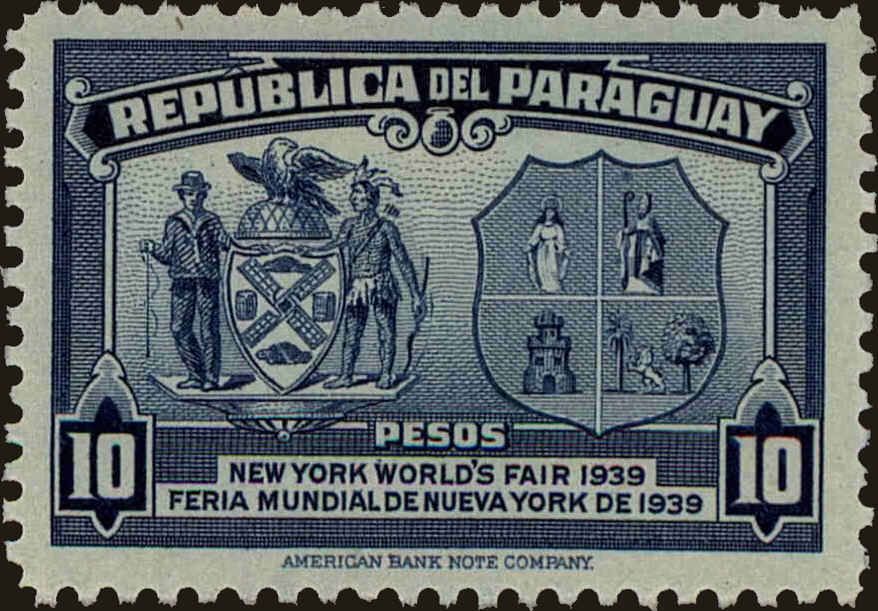 REPUBLICA DEL PARAGUAY
PESOS
10
10
NEW YORK WORLD'S FAIR 1939
FERIA MUNDIAL DE NUEVA YORK DE 1939
AMERICAN BANK NOTE COMPANY.